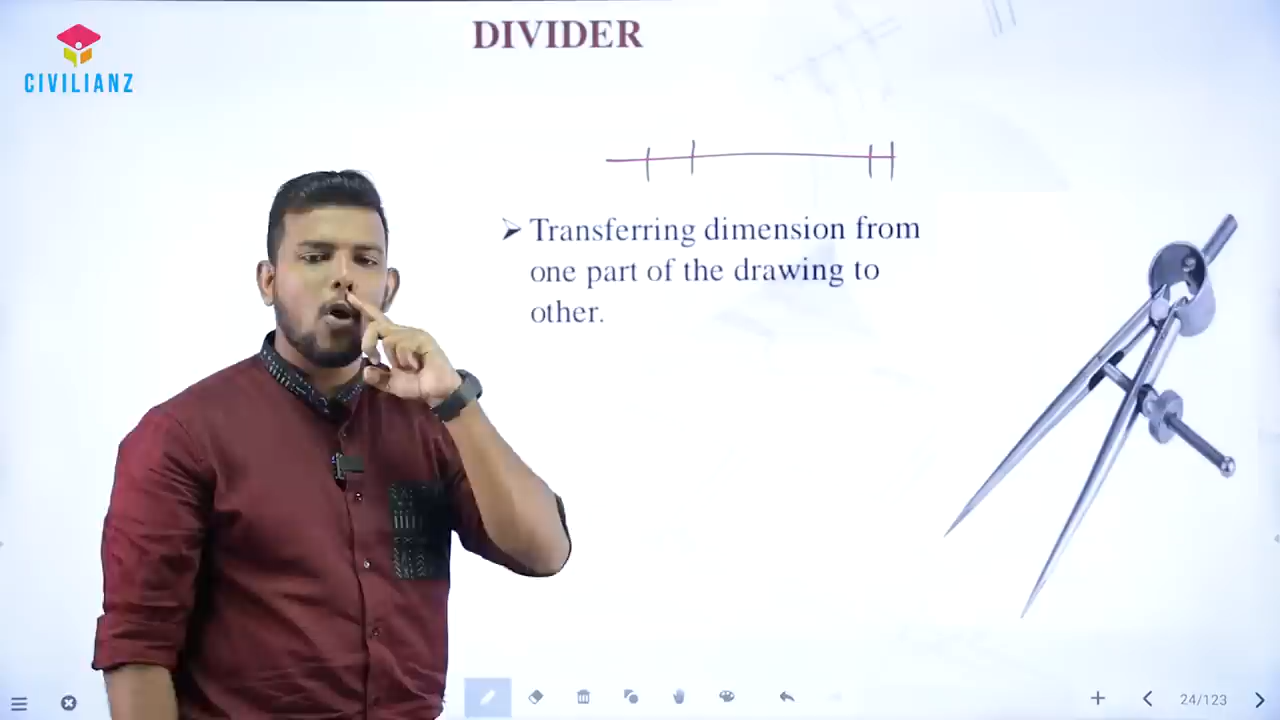 DIVIDER
CIVILIANZ
➢ Transferring dimension from
one part of the drawing to
other.
24/123